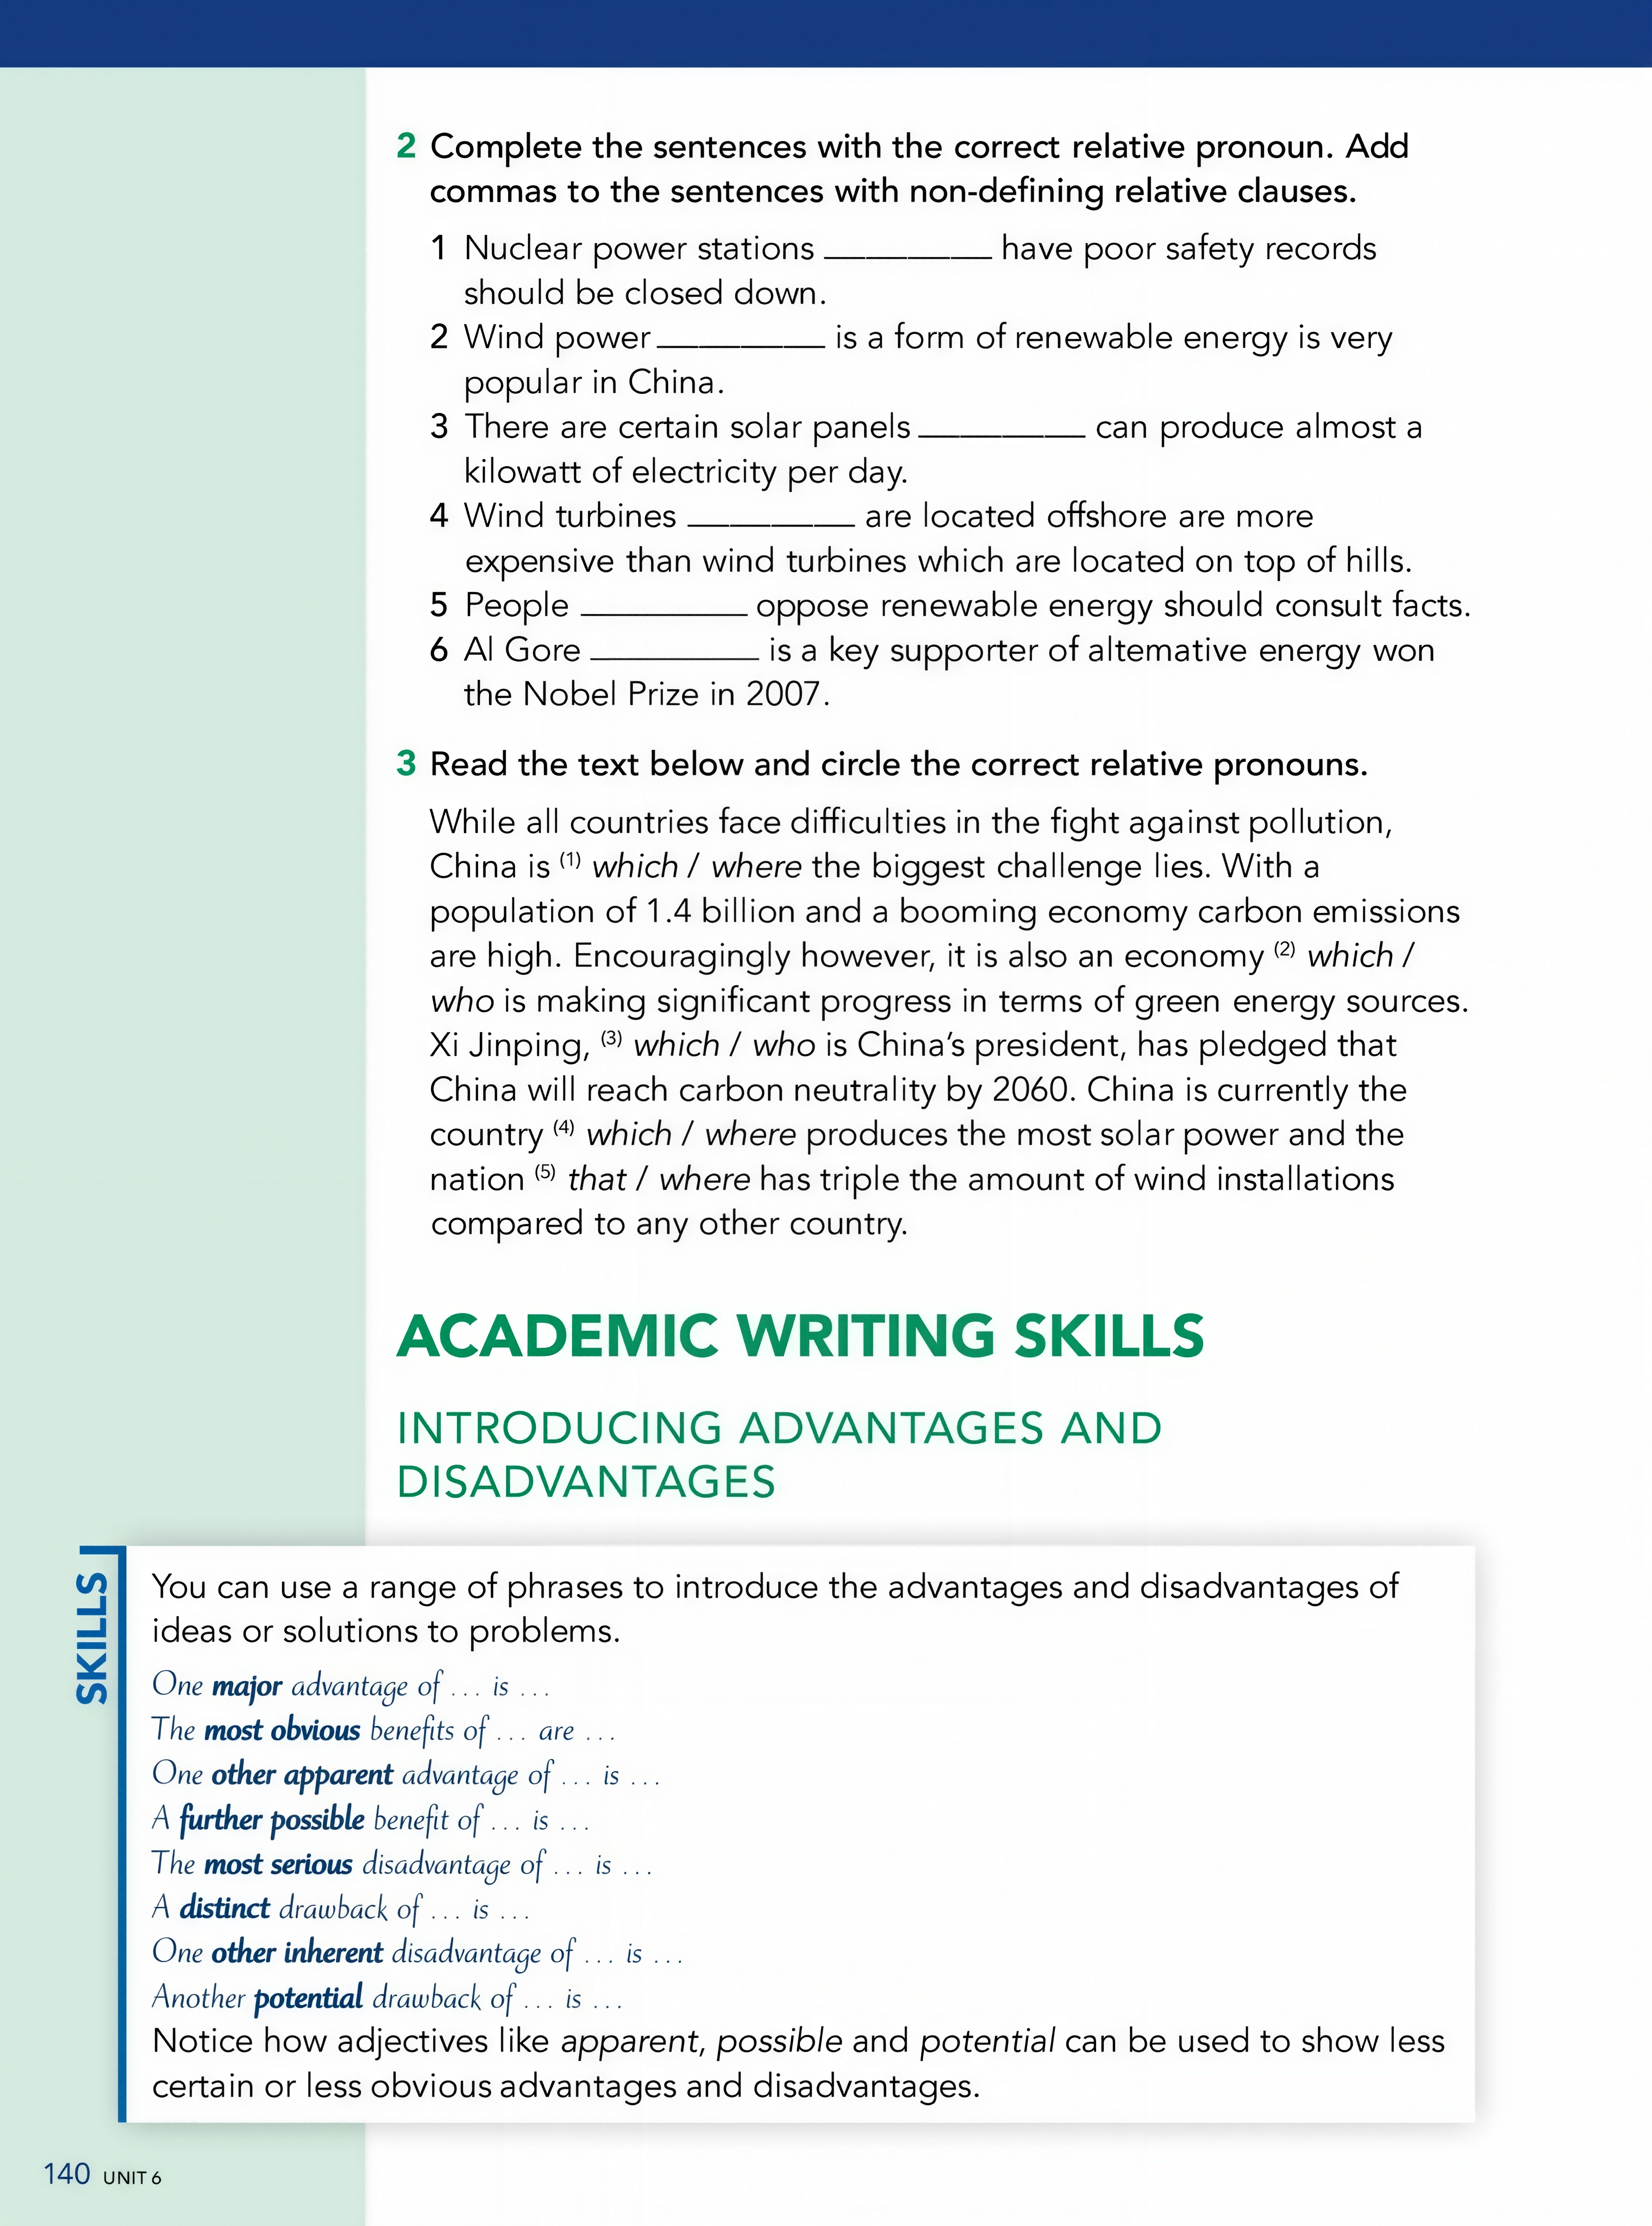 2 Complete the sentences with the correct relative pronoun. Add
commas to the sentences with non-defining relative clauses.
1 Nuclear power stations ________ have poor safety records
should be closed down.
2 Wind power ________ is a form of renewable energy is very
popular in China.
3 There are certain solar panels ________ can produce almost a
kilowatt of electricity per day.
4 Wind turbines ________ are located offshore are more
expensive than wind turbines which are located on top of hills.
5 People ________ oppose renewable energy should consult facts.
6 Al Gore ________ is a key supporter of altemative energy won
the Nobel Prize in 2007.
3 Read the text below and circle the correct relative pronouns.
While all countries face difficulties in the fight against pollution,
China is (1) which / where the biggest challenge lies. With a
population of 1.4 billion and a booming economy carbon emissions
are high. Encouragingly however, it is also an economy (2) which /
who is making significant progress in terms of green energy sources.
Xi Jinping, (3) which / who is China's president, has pledged that
China will reach carbon neutrality by 2060. China is currently the
country (4) which / where produces the most solar power and the
nation (5) that / where has triple the amount of wind installations
compared to any other country.
ACADEMIC WRITING SKILLS
INTRODUCING ADVANTAGES AND
DISADVANTAGES
SKILLS
You can use a range of phrases to introduce the advantages and disadvantages of
ideas or solutions to problems.
One major advantage of ... is ...
The most obvious benefits of ... are ...
One other apparent advantage of ... is ...
A further possible benefit of ... is ...
The most serious disadvantage of ... is ...
A distinct drawback of ... is ...
One other inherent disadvantage of ... is ...
Another potential drawback of ... is ...
Notice how adjectives like apparent, possible and potential can be used to show less
certain or less obvious advantages and disadvantages.
140 UNIT 6